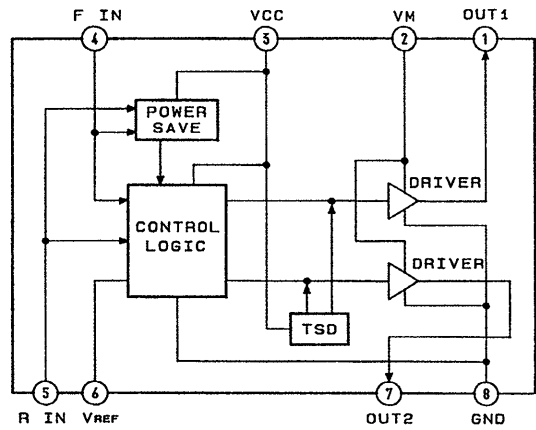 F IN VCC VM OUT1
4 3 2 1
POWER
SAVE
DRIVER
CONTROL
LOGIC
DRIVER
TSD
5 6 7 8
R IN VREF OUT2 GND